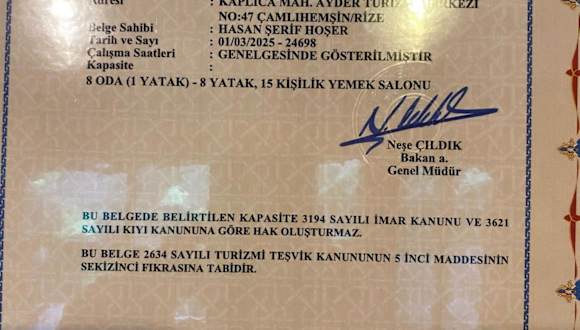 Adresi : KAPLICA MAH. AYDER TURİZM MERKEZİ
NO:47 ÇAMLIHEMŞİN/RİZE
Belge Sahibi : HASAN ŞERİF HOŞER
Tarih ve Sayı : 01/03/2025 - 24698
Çalışma Saatleri : GENELGESİNDE GÖSTERİLMİŞTİR
Kapasite :
8 ODA (1 YATAK) - 8 YATAK, 15 KİŞİLİK YEMEK SALONU
Neşe ÇILDIK
Bakan a.
Genel Müdür
BU BELGEDE BELİRTİLEN KAPASİTE 3194 SAYILI İMAR KANUNU VE 3621
SAYILI KIYI KANUNUNA GÖRE HAK OLUŞTURMAZ.
BU BELGE 2634 SAYILI TURİZMİ TEŞVİK KANUNUNUN 5 İNCİ MADDESİNİN
SEKİZİNCİ FIKRASINA TABİDİR.